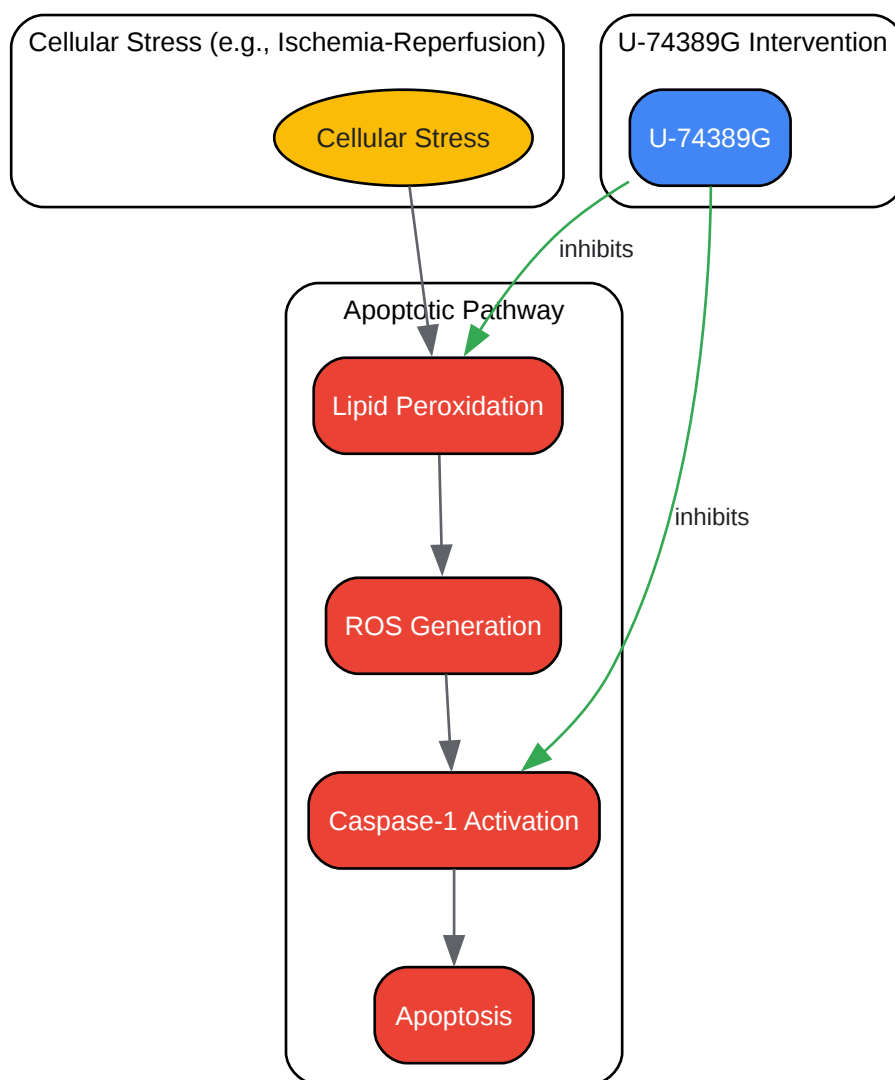 Cellular Stress (e.g., Ischemia-Reperfusion)
U-74389G Intervention
Cellular Stress
U-74389G
inhibits
Apoptotic Pathway
Lipid Peroxidation
inhibits
ROS Generation
Caspase-1 Activation
Apoptosis